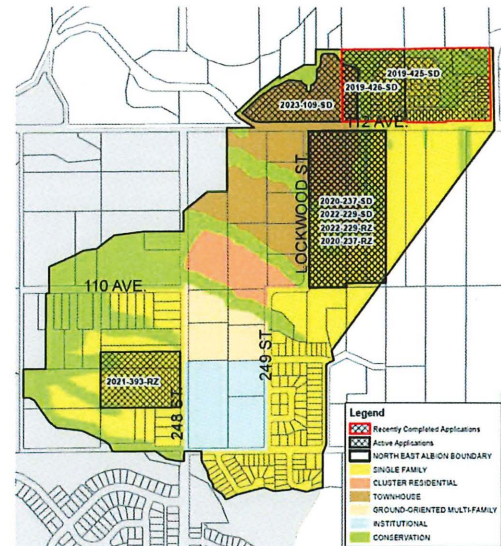 2019-425-SD
2019-426-SD
2023-109-SD
112 AVE.
LOCKWOOD ST.
2020-237-SD
2022-229-SD
2022-229-RZ
2020-237-RZ
110 AVE.
249 ST.
2021-393-RZ
248 ST.
Legend
Recently Completed Applications
Active Applications
NORTH EAST ALBION BOUNDARY
SINGLE FAMILY
CLUSTER RESIDENTIAL
TOWNHOUSE
GROUND-ORIENTED MULTI-FAMILY
INSTITUTIONAL
CONSERVATION